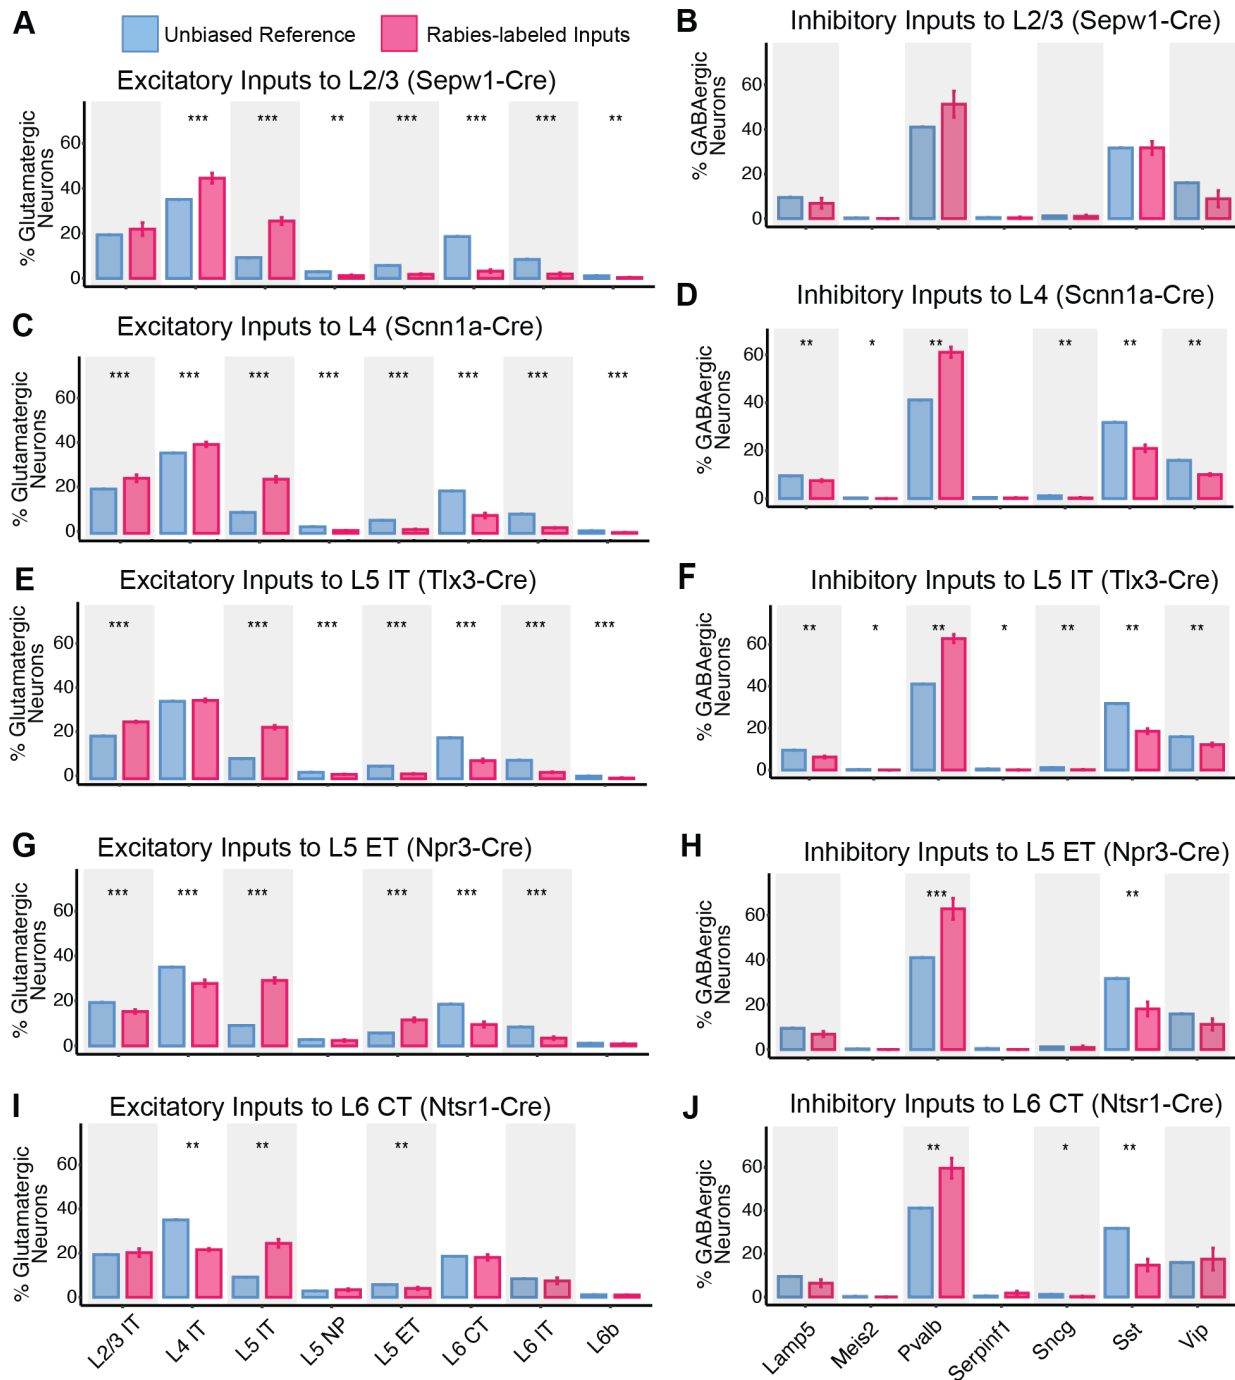 A
Unbiased Reference
Rabies-labeled Inputs
Excitatory Inputs to L2/3 (Sepw1-Cre)
% Glutamatergic
Neurons
60
40
20
0
*** *** ** *** *** *** **
B
Inhibitory Inputs to L2/3 (Sepw1-Cre)
% GABAergic
Neurons
60
40
20
0
C
Excitatory Inputs to L4 (Scnn1a-Cre)
% Glutamatergic
Neurons
60
40
20
0
*** *** *** *** *** *** *** ***
D
Inhibitory Inputs to L4 (Scnn1a-Cre)
% GABAergic
Neurons
60
40
20
0
** * ** ** ** **
E
Excitatory Inputs to L5 IT (Tlx3-Cre)
% Glutamatergic
Neurons
60
40
20
0
*** *** *** *** *** *** ***
F
Inhibitory Inputs to L5 IT (Tlx3-Cre)
% GABAergic
Neurons
60
40
20
0
** * ** * ** ** **
G
Excitatory Inputs to L5 ET (Npr3-Cre)
% Glutamatergic
Neurons
60
40
20
0
*** *** *** *** *** ***
H
Inhibitory Inputs to L5 ET (Npr3-Cre)
% GABAergic
Neurons
60
40
20
0
*** **
I
Excitatory Inputs to L6 CT (Ntsr1-Cre)
% Glutamatergic
Neurons
60
40
20
0
** ** **
L2/3 IT
L4 IT
L5 IT
L5 NP
L5 ET
L6 CT
L6 IT
L6b
J
Inhibitory Inputs to L6 CT (Ntsr1-Cre)
% GABAergic
Neurons
60
40
20
0
** * **
Lamp5
Meis2
Pvalb
Serpinf1
Sncg
Sst
Vip